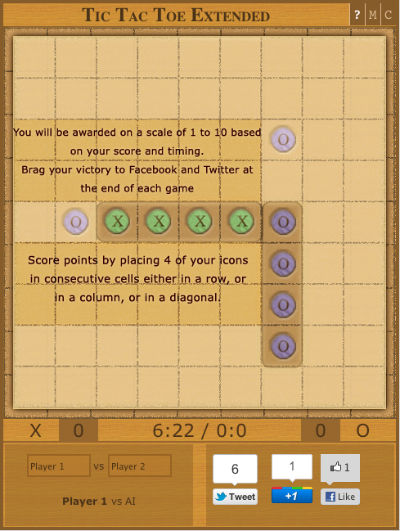 TIC TAC TOE EXTENDED
? M C
You will be awarded on a scale of 1 to 10 based
on your score and timing.
Q
Brag your victory to Facebook and Twitter at
the end of each game
Q X X X X Q
Score points by placing 4 of your icons
in consecutive cells either in a row, or
in a column, or in a diagonal.
Q
Q
Q
X 0 6:22 / 0:0 0 O
Player 1 vs Player 2
Player 1 vs AI
6 1 1
Tweet +1 Like